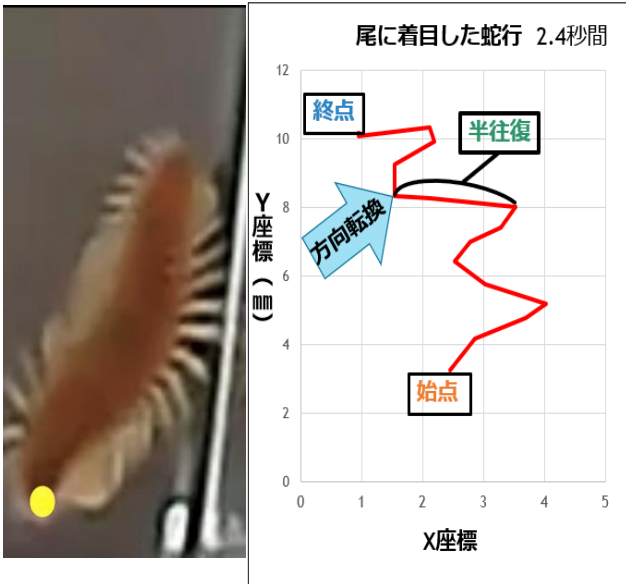 尾に着目した蛇行 2.4秒間
12
10
8
6
4
2
0
0 1 2 3 4 5
終点
半往復
方向転換
始点
Y座標(㎜)
X座標